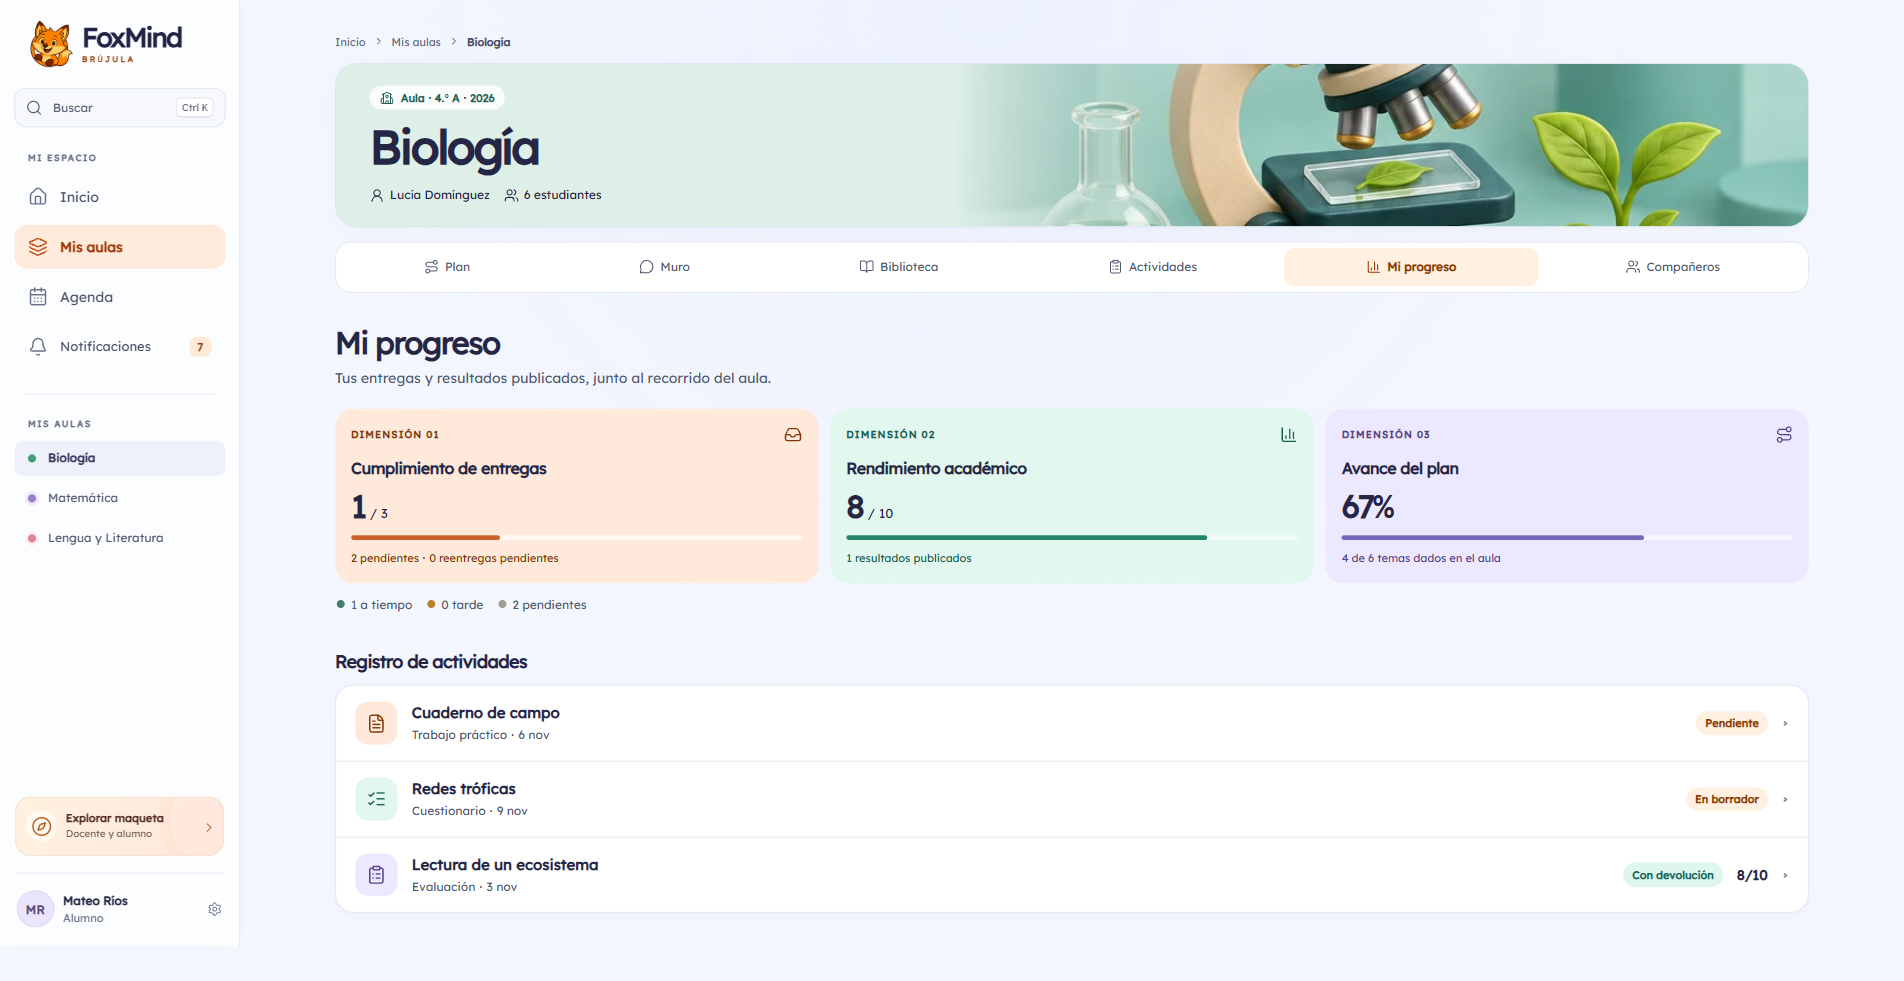 FoxMind
BRÚJULA
Buscar
Ctrl K
MI ESPACIO
Inicio
Mis aulas
Agenda
Notificaciones
7
MIS AULAS
Biología
Matemática
Lengua y Literatura
Explorar maqueta
Docente y alumno
MR
Mateo Ríos
Alumno
Inicio > Mis aulas > Biología
Aula · 4.º A · 2026
Biología
Lucía Domínguez
6 estudiantes
Plan
Muro
Biblioteca
Actividades
Mi progreso
Compañeros
Mi progreso
Tus entregas y resultados publicados, junto al recorrido del aula.
DIMENSIÓN 01
Cumplimiento de entregas
1 / 3
2 pendientes · 0 reentregas pendientes
DIMENSIÓN 02
Rendimiento académico
8 / 10
1 resultados publicados
DIMENSIÓN 03
Avance del plan
67%
4 de 6 temas dados en el aula
1 a tiempo
0 tarde
2 pendientes
Registro de actividades
Cuaderno de campo
Trabajo práctico · 6 nov
Pendiente
Redes tróficas
Cuestionario · 9 nov
En borrador
Lectura de un ecosistema
Evaluación · 3 nov
Con devolución
8/10